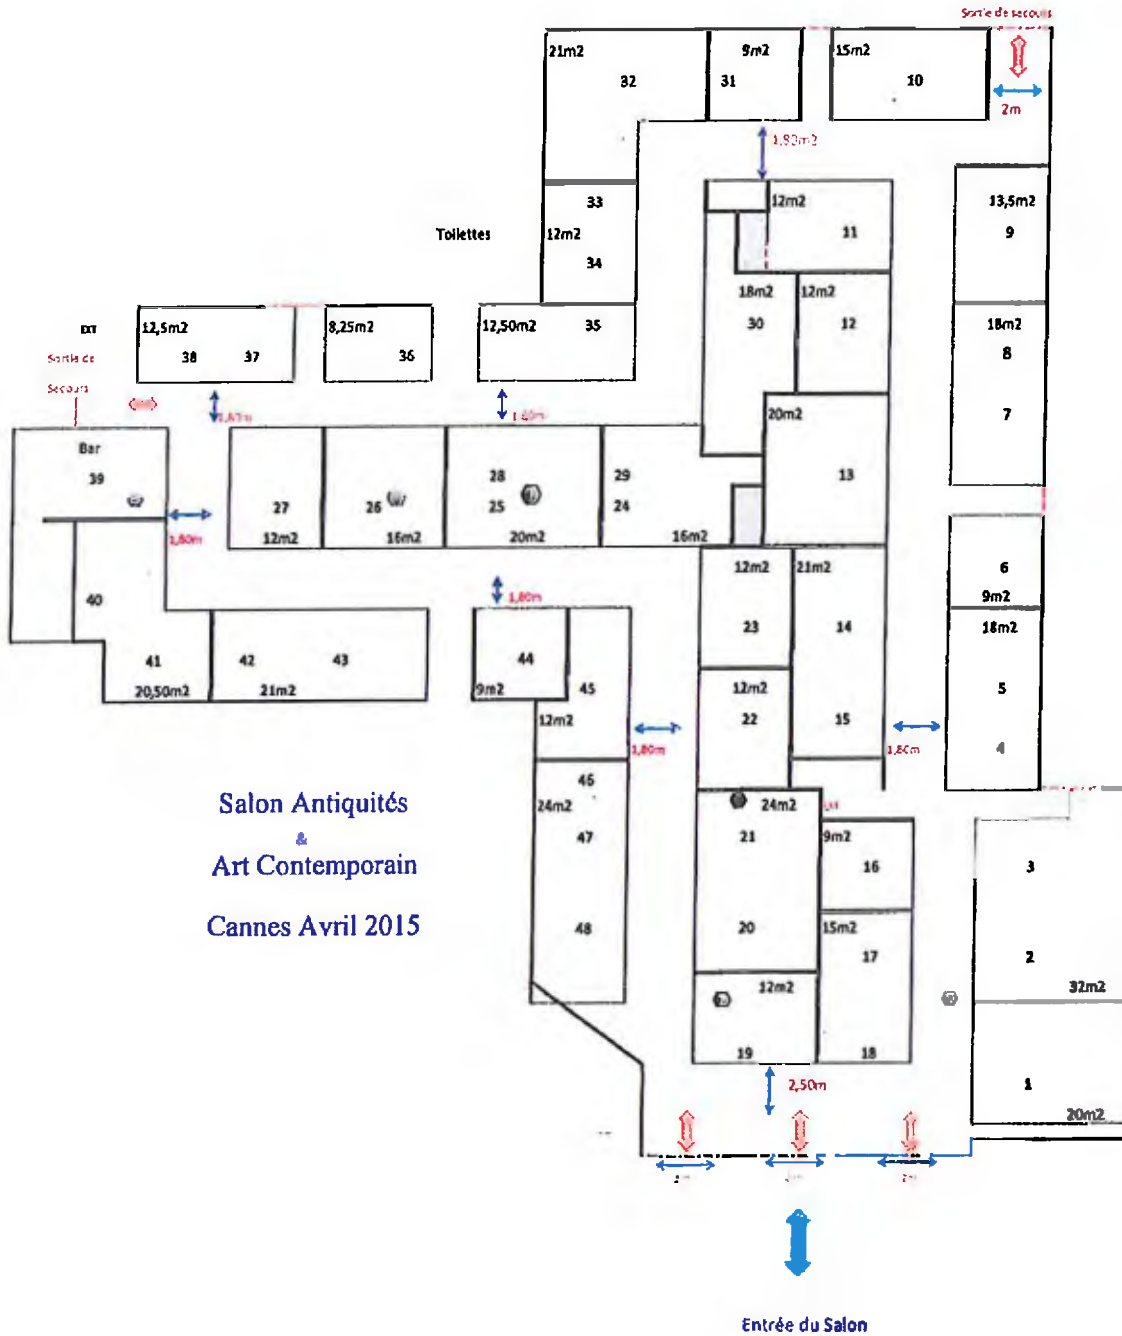 Sortie de secours
21m2
9m2
15m2
32
31
10
2m
1,80m2
33
12m2
13,5m2
Toilettes
12m2
11
9
34
18m2
12m2
12,50m2
35
30
12
18m2
8
EXT
12,5m2
8,25m2
38
37
36
Sortie de
Secours
20m2
7
Bar
39
28
29
13
27
26
25
24
1,80m
12m2
16m2
20m2
16m2
12m2
21m2
6
9m2
1,80m
40
23
14
18m2
41
42
43
44
45
5
20,50m2
21m2
9m2
12m2
12m2
22
15
4
1,80m
1,80m
46
24m2
24m2
47
21
9m2
16
3
Salon Antiquités
&
Art Contemporain
Cannes Avril 2015
48
20
15m2
17
2
12m2
32m2
19
18
1
2,50m
20m2
2m
Entrée du Salon